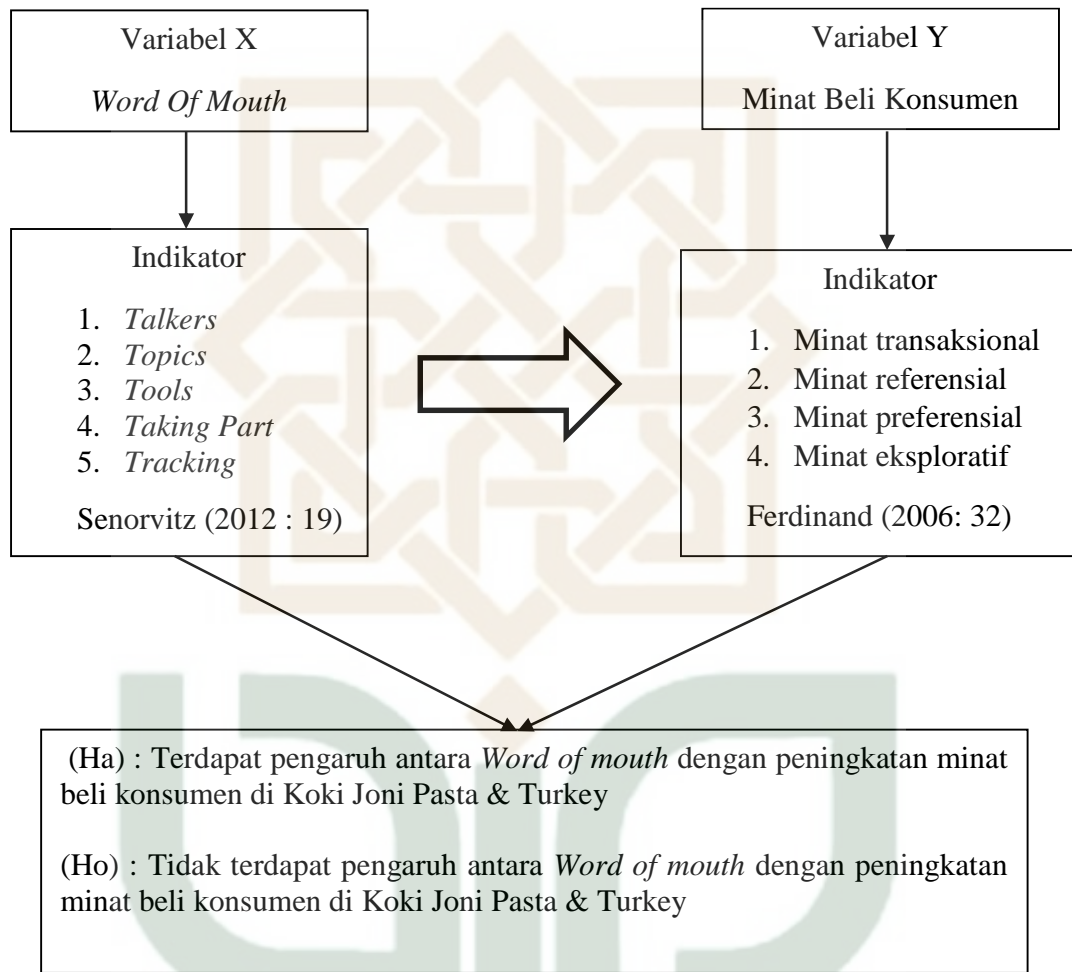 Variabel X
Word Of Mouth
Variabel Y
Minat Beli Konsumen
Indikator
1. Talkers
2. Topics
3. Tools
4. Taking Part
5. Tracking
Senorvitz (2012 : 19)
Indikator
1. Minat transaksional
2. Minat referensial
3. Minat preferensial
4. Minat eksploratif
Ferdinand (2006: 32)
(Ha) : Terdapat pengaruh antara Word of mouth dengan peningkatan minat
beli konsumen di Koki Joni Pasta & Turkey
(Ho) : Tidak terdapat pengaruh antara Word of mouth dengan peningkatan
minat beli konsumen di Koki Joni Pasta & Turkey